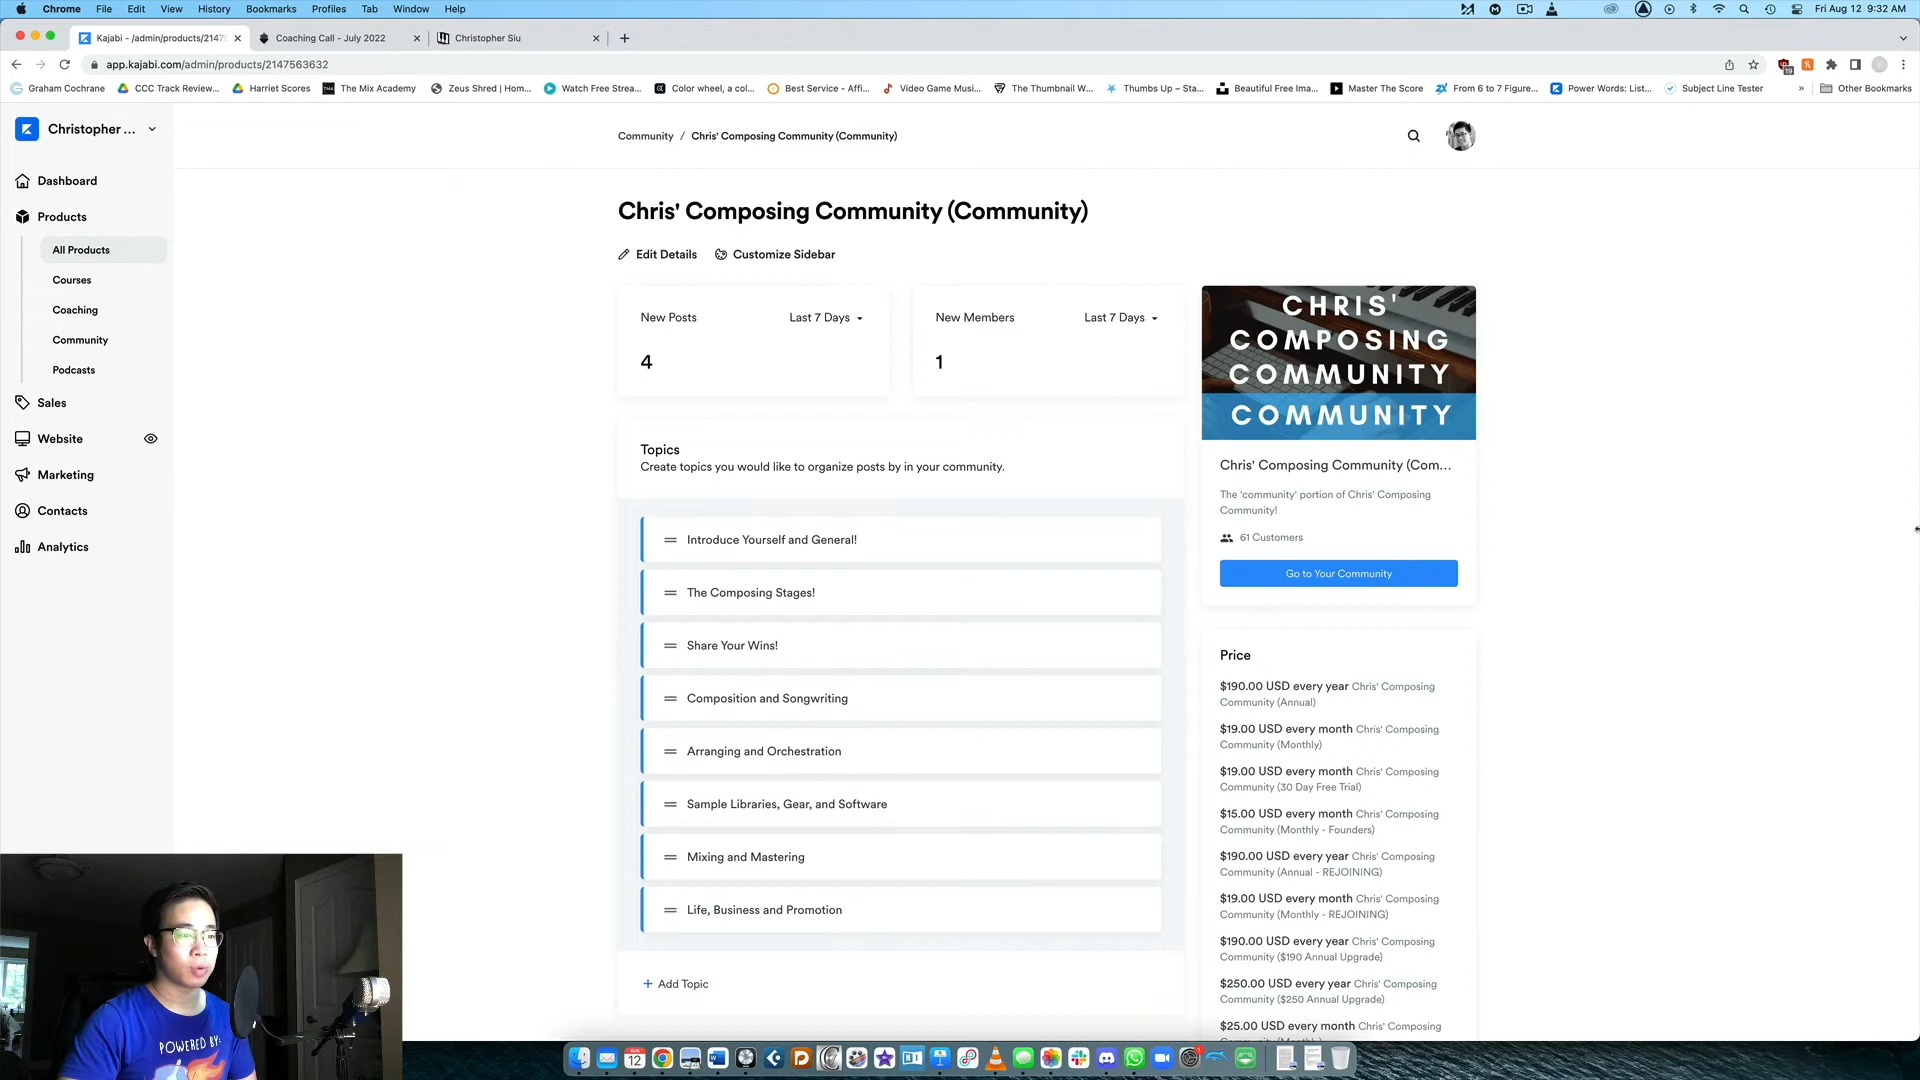 Chrome File Edit View History Bookmarks Profiles Tab Window Help Fri Aug 12 9:32 AM
Kajabi - /admin/products/2147 Coaching Call - July 2022 Christopher Siu
app.kajabi.com/admin/products/2147563632
Graham Cochrane CCC Track Review... Harriet Scores The Mix Academy Zeus Shred | Hom... Watch Free Strea... Color wheel, a col... Best Service - Affi... Video Game Musi... The Thumbnail W... Thumbs Up – Sta... Beautiful Free Ima... Master The Score From 6 to 7 Figure... Power Words: List... Subject Line Tester » Other Bookmarks
Christopher ...
Community / Chris' Composing Community (Community)
Dashboard
Products
All Products
Courses
Coaching
Community
Podcasts
Sales
Website
Marketing
Contacts
Analytics
Chris' Composing Community (Community)
Edit Details Customize Sidebar
New Posts Last 7 Days
4
New Members Last 7 Days
1
Topics
Create topics you would like to organize posts by in your community.
Introduce Yourself and General!
The Composing Stages!
Share Your Wins!
Composition and Songwriting
Arranging and Orchestration
Sample Libraries, Gear, and Software
Mixing and Mastering
Life, Business and Promotion
+ Add Topic
CHRIS'
COMPOSING
COMMUNITY
COMMUNITY
Chris' Composing Community (Com...
The 'community' portion of Chris' Composing
Community!
61 Customers
Go to Your Community
Price
$190.00 USD every year Chris' Composing
Community (Annual)
$19.00 USD every month Chris' Composing
Community (Monthly)
$19.00 USD every month Chris' Composing
Community (30 Day Free Trial)
$15.00 USD every month Chris' Composing
Community (Monthly - Founders)
$190.00 USD every year Chris' Composing
Community (Annual - REJOINING)
$19.00 USD every month Chris' Composing
Community (Monthly - REJOINING)
$190.00 USD every year Chris' Composing
Community ($190 Annual Upgrade)
$250.00 USD every year Chris' Composing
Community ($250 Annual Upgrade)
$25.00 USD every month Chris' Composing
POWERED BY: